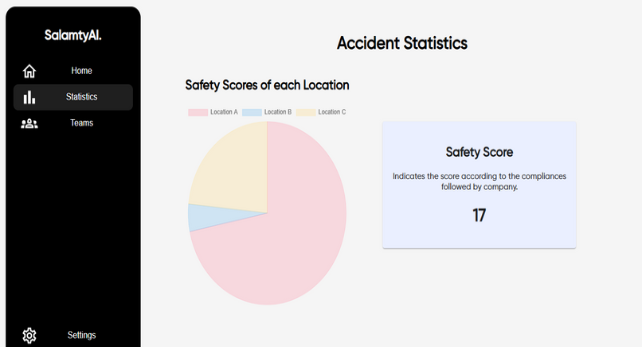 SalamtyAI.
Home
Statistics
Teams
Settings
Accident Statistics
Safety Scores of each Location
Location A Location B Location C
Safety Score
Indicates the score according to the compliances
followed by company.
17